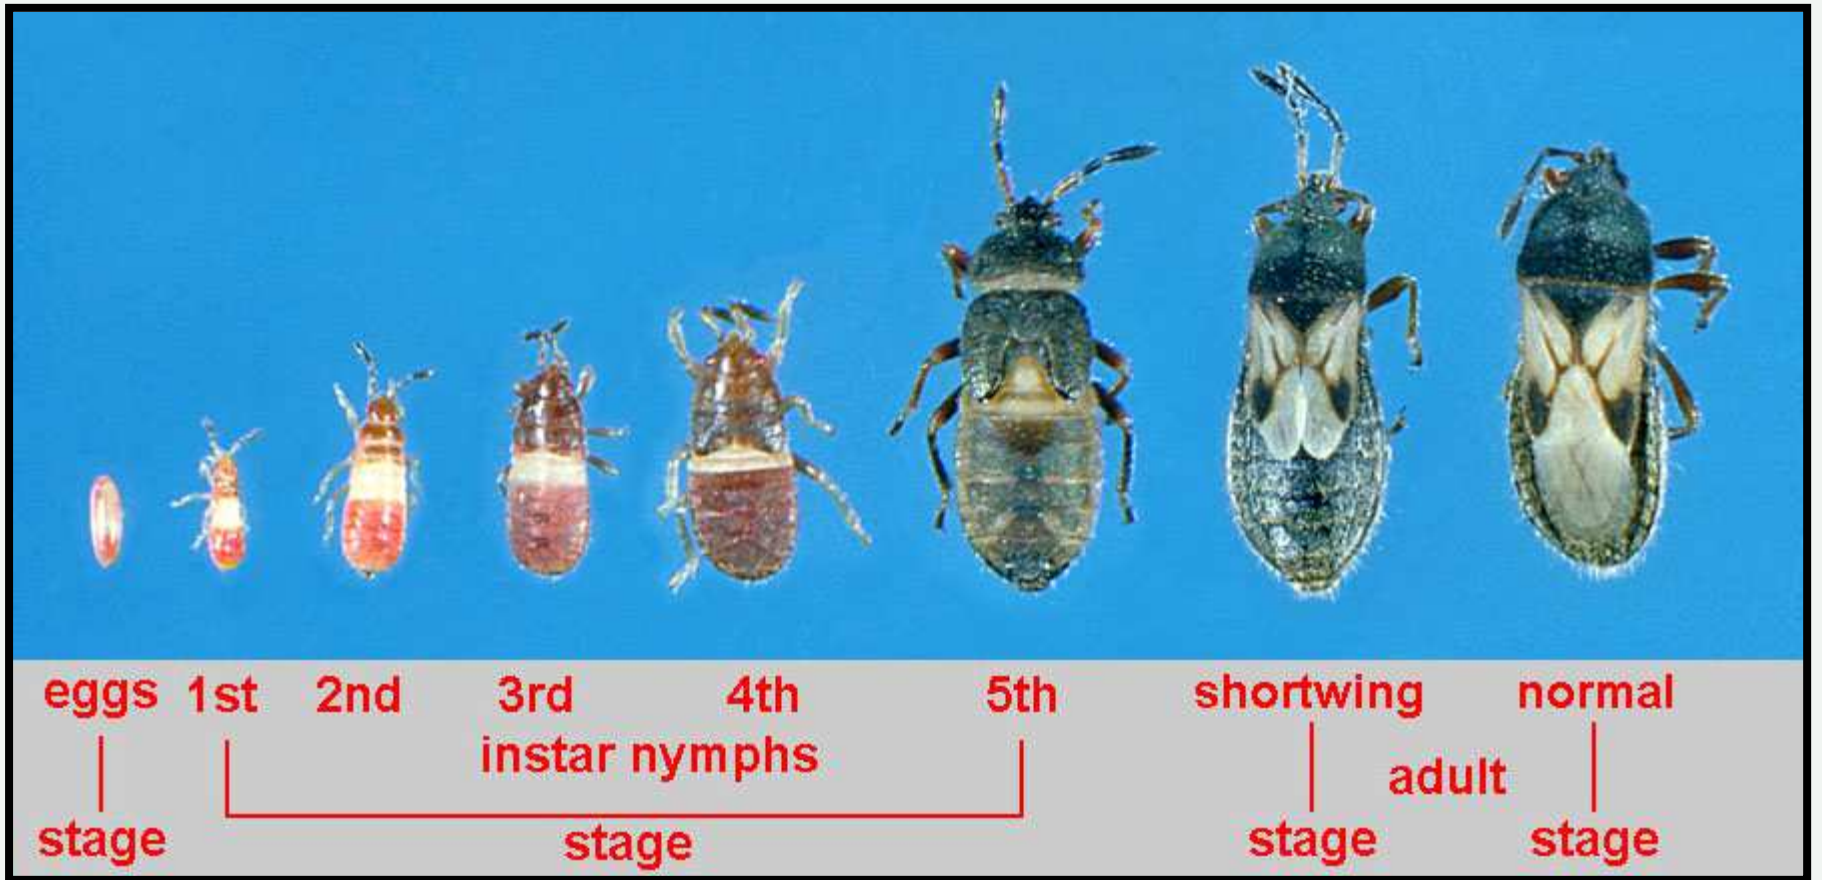 eggs 1st 2nd 3rd 4th 5th shortwing normal
instar nymphs
adult
stage stage stage stage